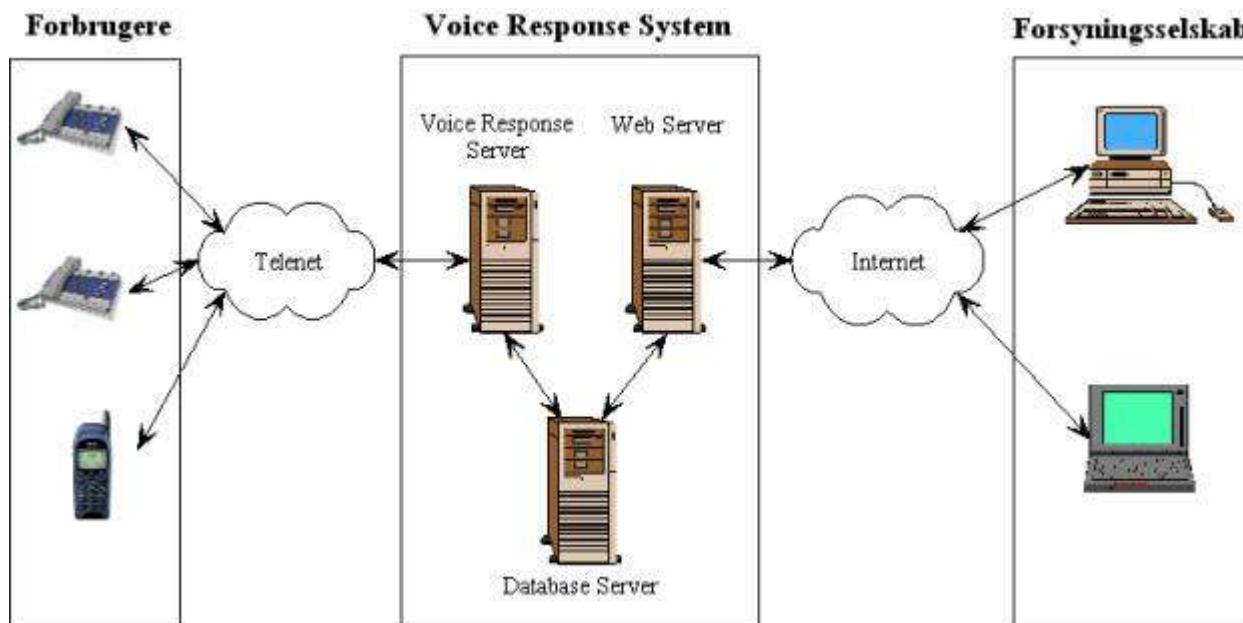 Forbrugere
Voice Response System
Forsyningsselskab
Voice Response
Server
Web Server
Telenet
Internet
Database Server